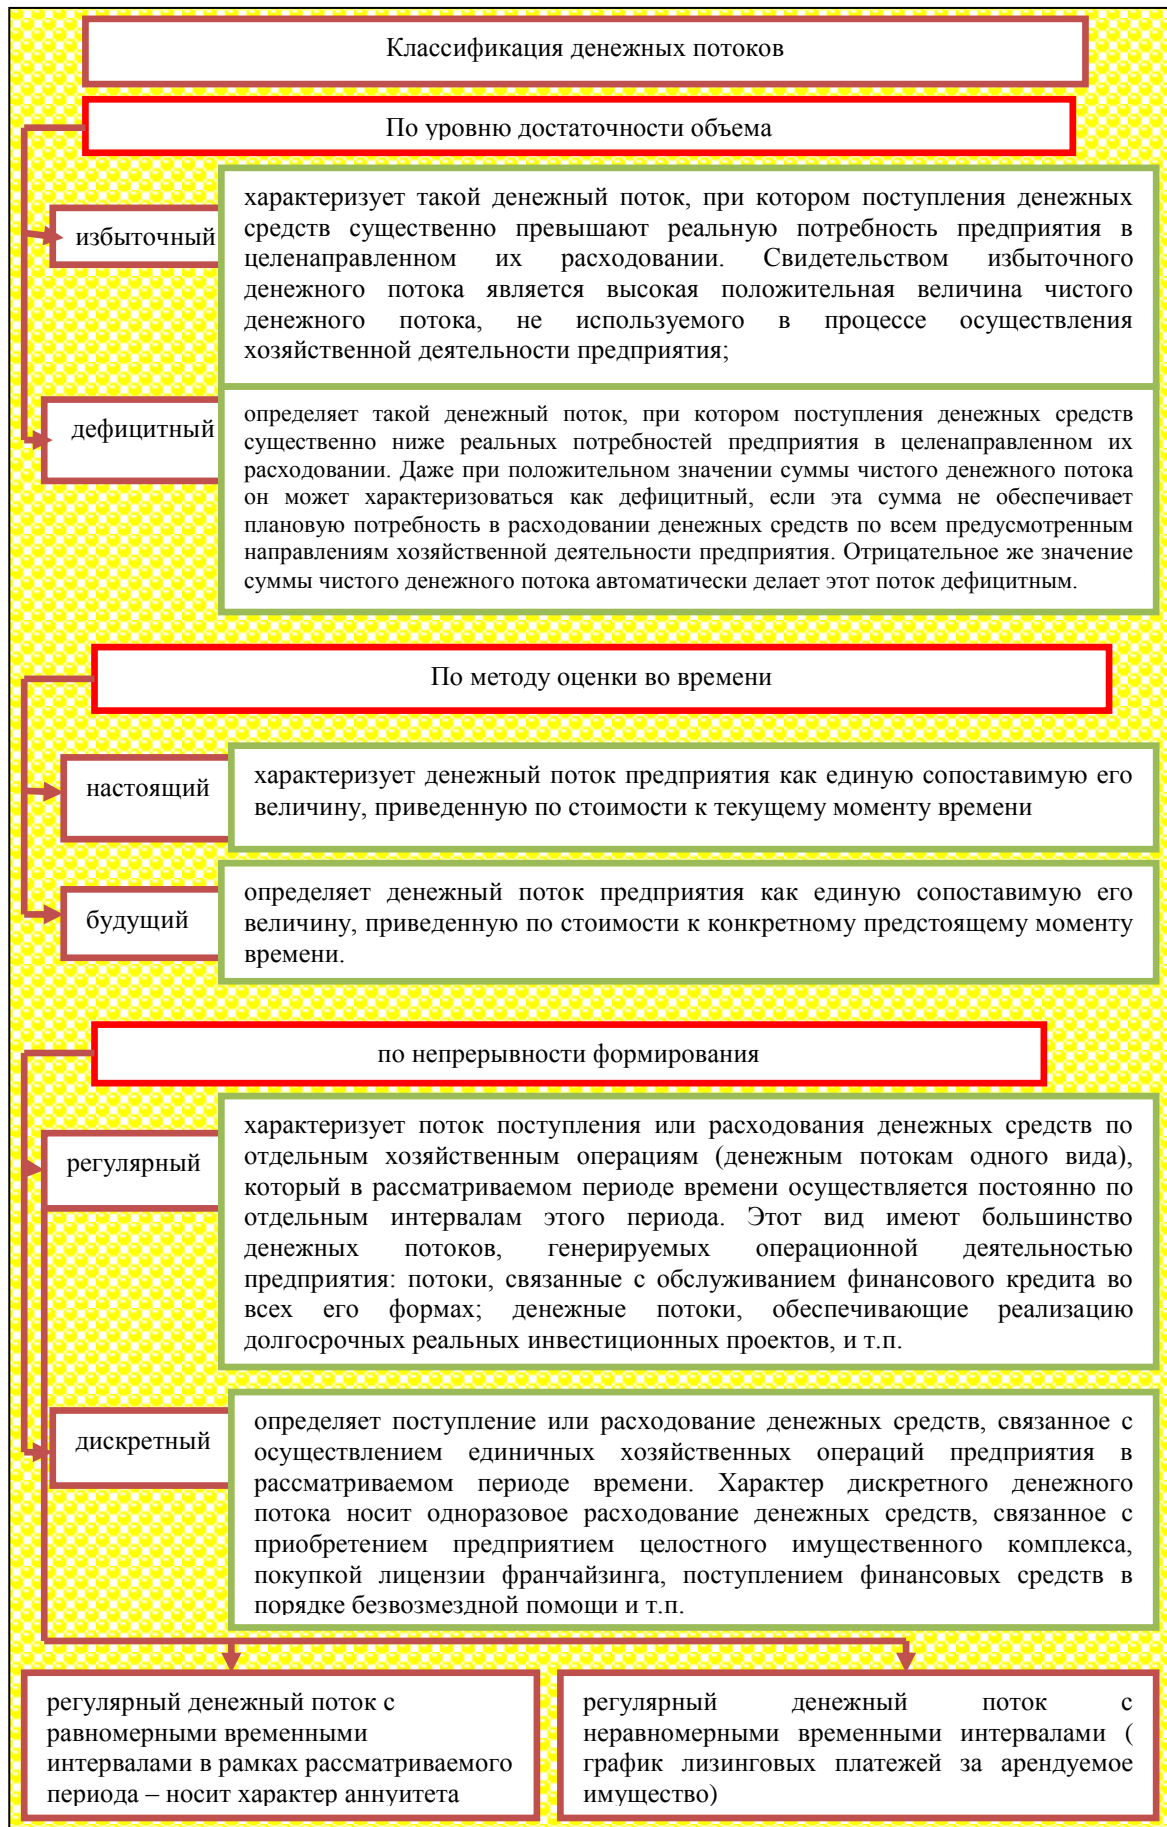 Классификация денежных потоков
По уровню достаточности объема
избыточный
характеризует такой денежный поток, при котором поступления денежных
средств существенно превышают реальную потребность предприятия в
целенаправленном их расходовании. Свидетельством избыточного
денежного потока является высокая положительная величина чистого
денежного потока, не используемого в процессе осуществления
хозяйственной деятельности предприятия;
дефицитный
определяет такой денежный поток, при котором поступления денежных средств
существенно ниже реальных потребностей предприятия в целенаправленном их
расходовании. Даже при положительном значении суммы чистого денежного потока
он может характеризоваться как дефицитный, если эта сумма не обеспечивает
плановую потребность в расходовании денежных средств по всем предусмотренным
направлениям хозяйственной деятельности предприятия. Отрицательное же значение
суммы чистого денежного потока автоматически делает этот поток дефицитным.
По методу оценки во времени
настоящий
характеризует денежный поток предприятия как единую сопоставимую его
величину, приведенную по стоимости к текущему моменту времени
будущий
определяет денежный поток предприятия как единую сопоставимую его
величину, приведенную по стоимости к конкретному предстоящему моменту
времени.
по непрерывности формирования
регулярный
характеризует поток поступления или расходования денежных средств по
отдельным хозяйственным операциям (денежным потокам одного вида),
который в рассматриваемом периоде времени осуществляется постоянно по
отдельным интервалам этого периода. Этот вид имеют большинство
денежных потоков, генерируемых операционной деятельностью
предприятия: потоки, связанные с обслуживанием финансового кредита во
всех его формах; денежные потоки, обеспечивающие реализацию
долгосрочных реальных инвестиционных проектов, и т.п.
дискретный
определяет поступление или расходование денежных средств, связанное с
осуществлением единичных хозяйственных операций предприятия в
рассматриваемом периоде времени. Характер дискретного денежного
потока носит одноразовое расходование денежных средств, связанное с
приобретением предприятием целостного имущественного комплекса,
покупкой лицензии франчайзинга, поступлением финансовых средств в
порядке безвозмездной помощи и т.п.
регулярный денежный поток с
равномерными временными
интервалами в рамках рассматриваемого
периода – носит характер аннуитета
регулярный денежный поток с
неравномерными временными интервалами (
график лизинговых платежей за арендуемое
имущество)